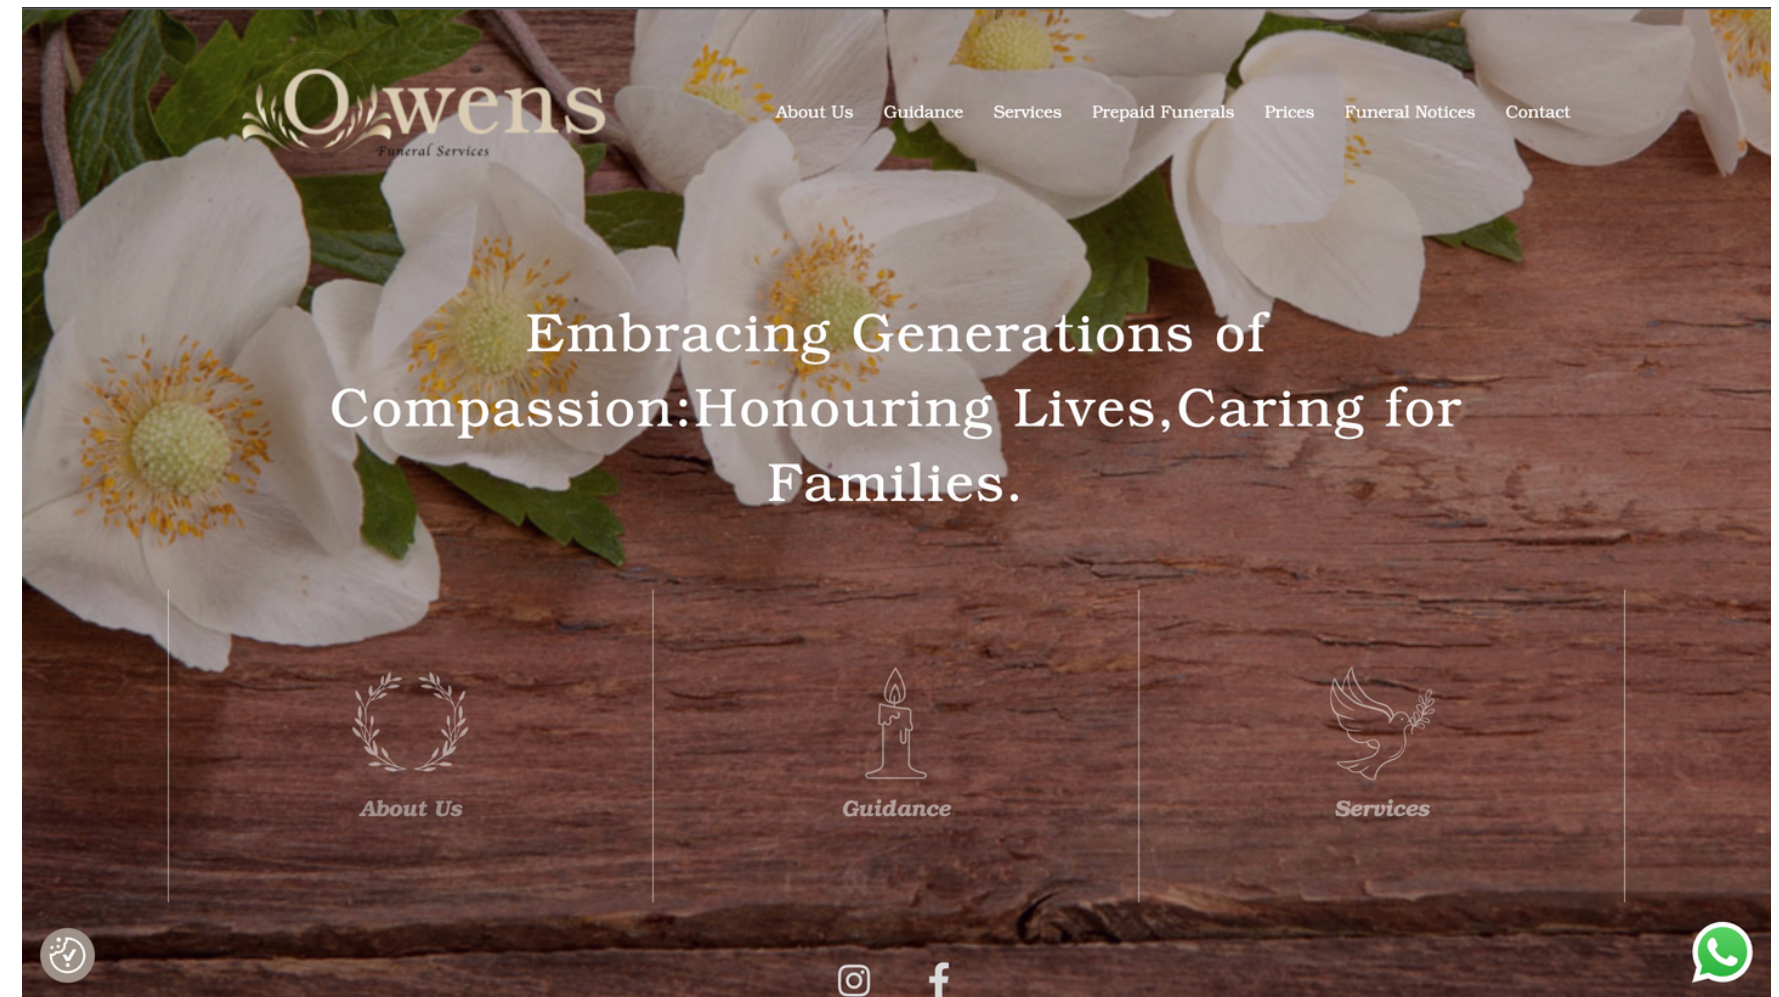 Owens
Funeral Services
About Us Guidance Services Prepaid Funerals Prices Funeral Notices Contact
Embracing Generations of
Compassion:Honouring Lives,Caring for
Families.
About Us Guidance Services